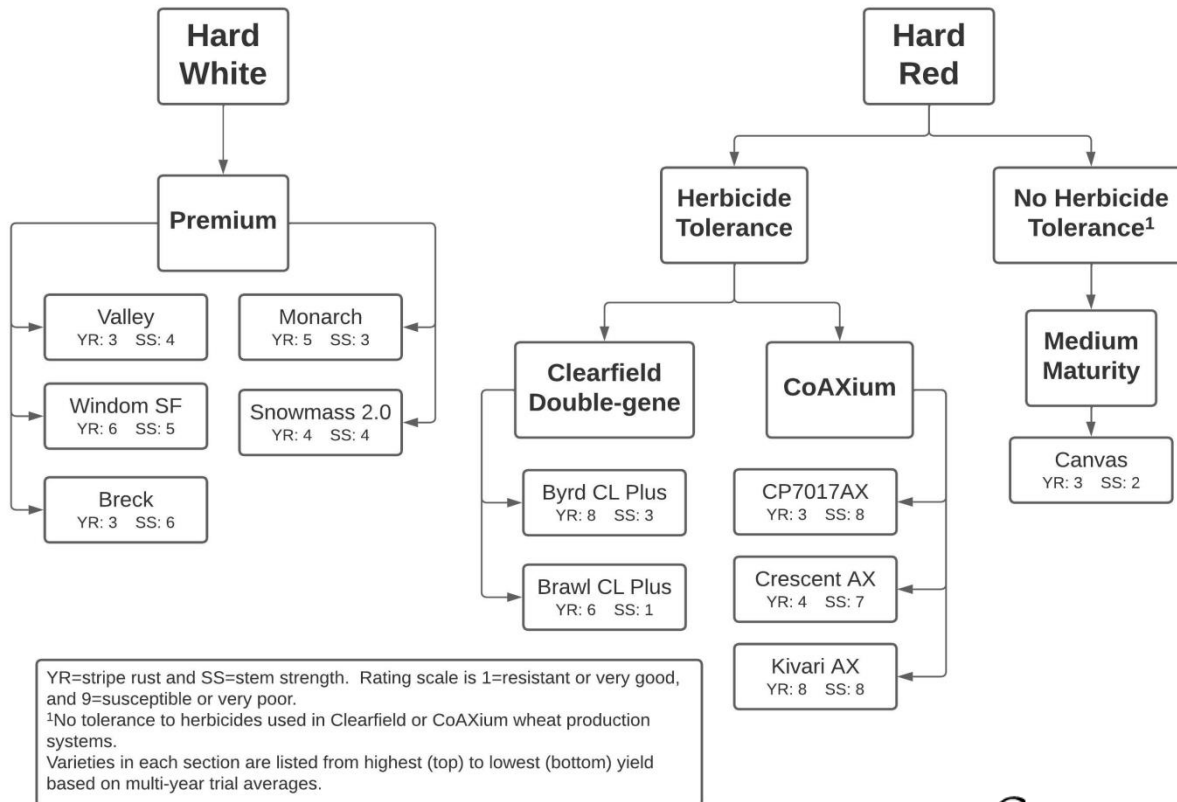 Hard
White
Premium
Valley
YR: 3 SS: 4
Windom SF
YR: 6 SS: 5
Breck
YR: 3 SS: 6
Monarch
YR: 5 SS: 3
Snowmass 2.0
YR: 4 SS: 4
Hard
Red
Herbicide
Tolerance
Clearfield
Double-gene
Byrd CL Plus
YR: 8 SS: 3
Brawl CL Plus
YR: 6 SS: 1
CoAXium
CP7017AX
YR: 3 SS: 8
Crescent AX
YR: 4 SS: 7
Kivari AX
YR: 8 SS: 8
No Herbicide
Tolerance¹
Medium
Maturity
Canvas
YR: 3 SS: 2
YR=stripe rust and SS=stem strength. Rating scale is 1=resistant or very good,
and 9=susceptible or very poor.
¹No tolerance to herbicides used in Clearfield or CoAXium wheat production
systems.
Varieties in each section are listed from highest (top) to lowest (bottom) yield
based on multi-year trial averages.